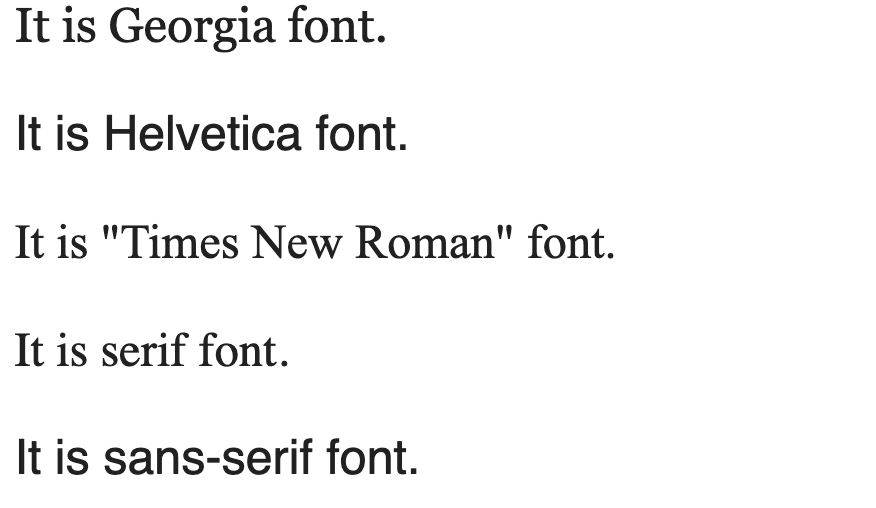 It is Georgia font.
It is Helvetica font.
It is "Times New Roman" font.
It is serif font.
It is sans-serif font.